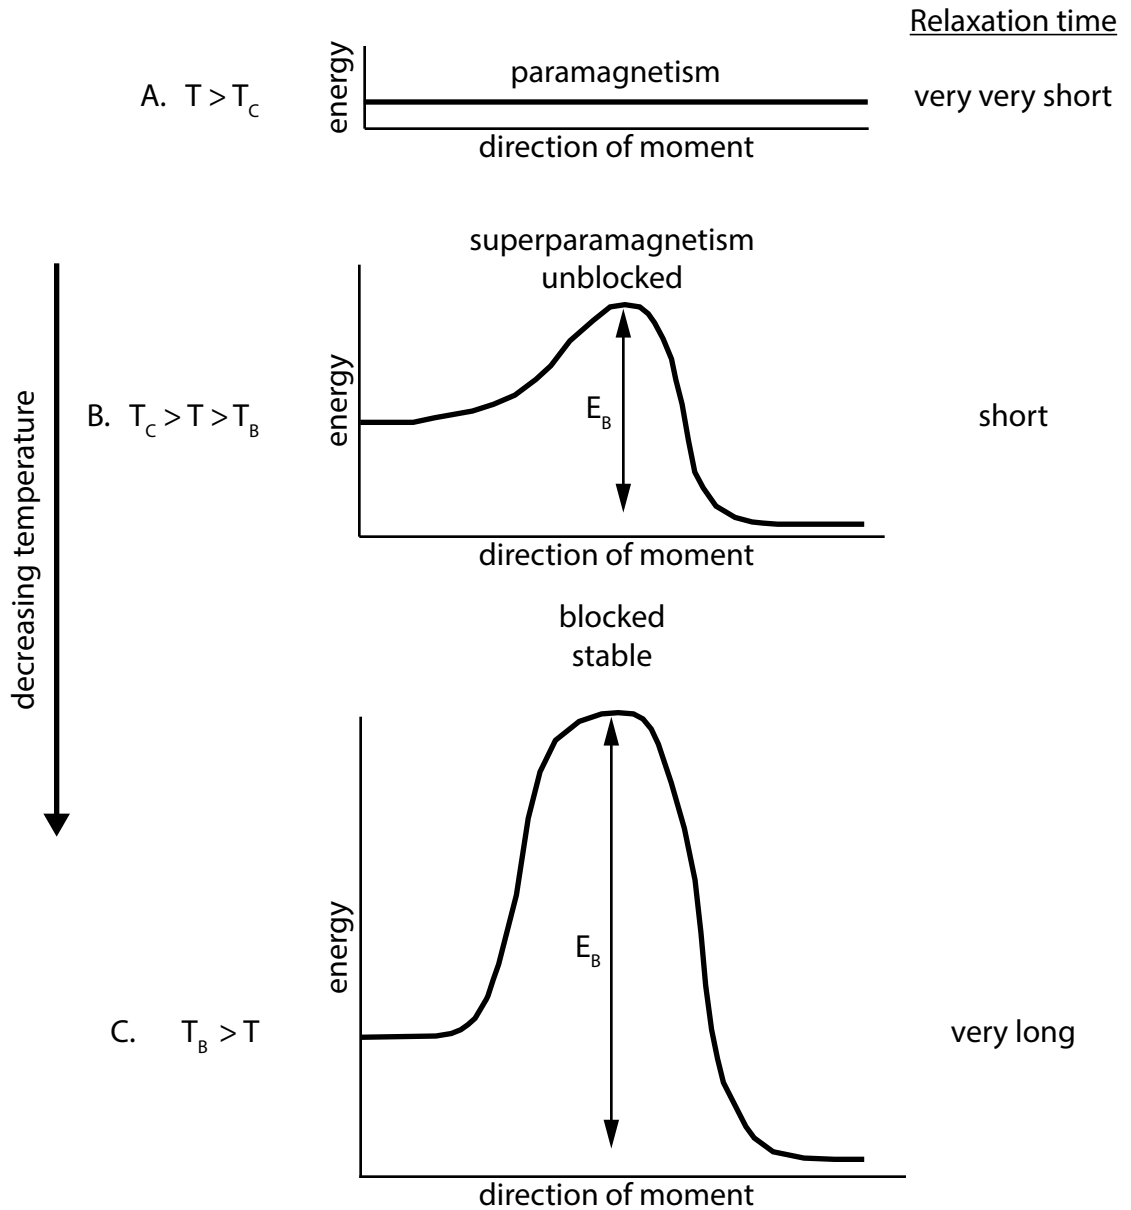 Relaxation time
energy
paramagnetism
A. T > T_C
very very short
direction of moment
decreasing temperature
superparamagnetism
unblocked
energy
E_B
B. T_C > T > T_B
short
direction of moment
blocked
stable
energy
E_B
C. T_B > T
very long
direction of moment